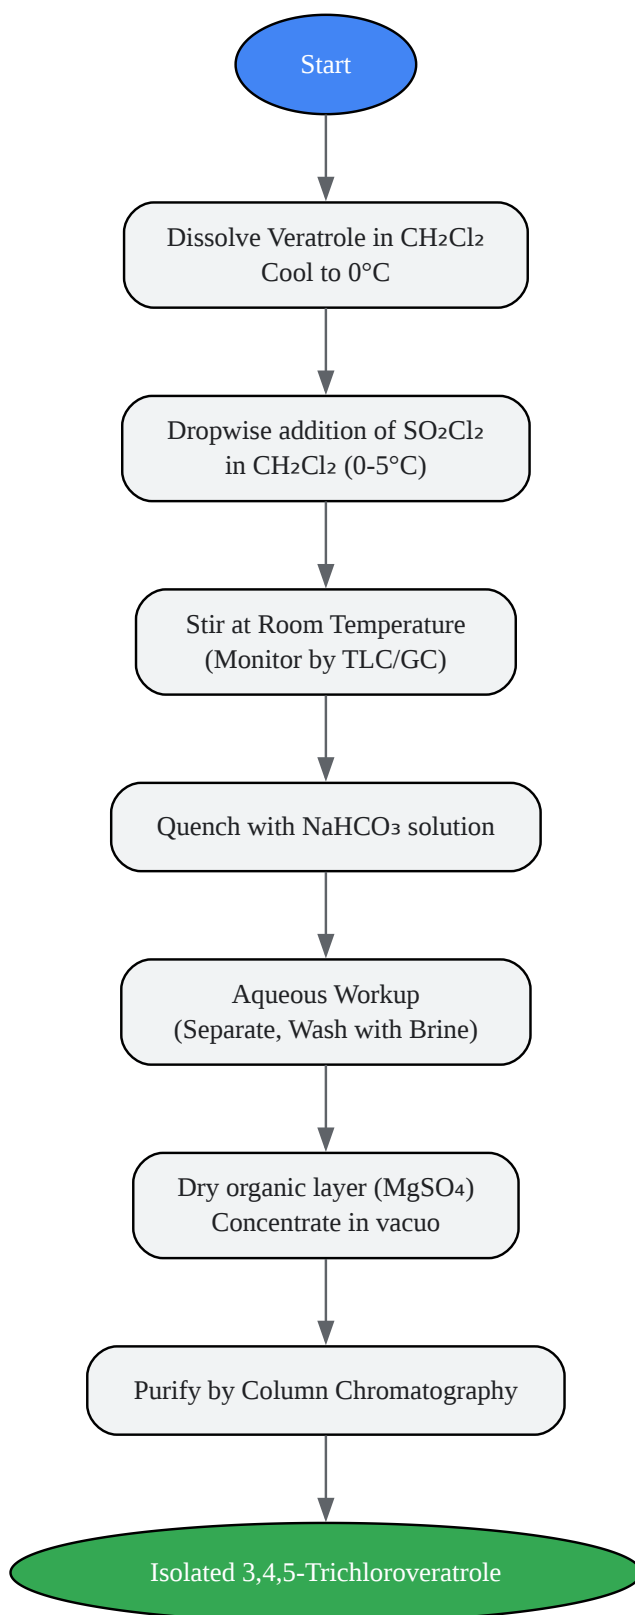 Start
Dissolve Veratrole in CH₂Cl₂
Cool to 0°C
Dropwise addition of SO₂Cl₂
in CH₂Cl₂ (0-5°C)
Stir at Room Temperature
(Monitor by TLC/GC)
Quench with NaHCO₃ solution
Aqueous Workup
(Separate, Wash with Brine)
Dry organic layer (MgSO₄)
Concentrate in vacuo
Purify by Column Chromatography
Isolated 3,4,5-Trichloroveratrole